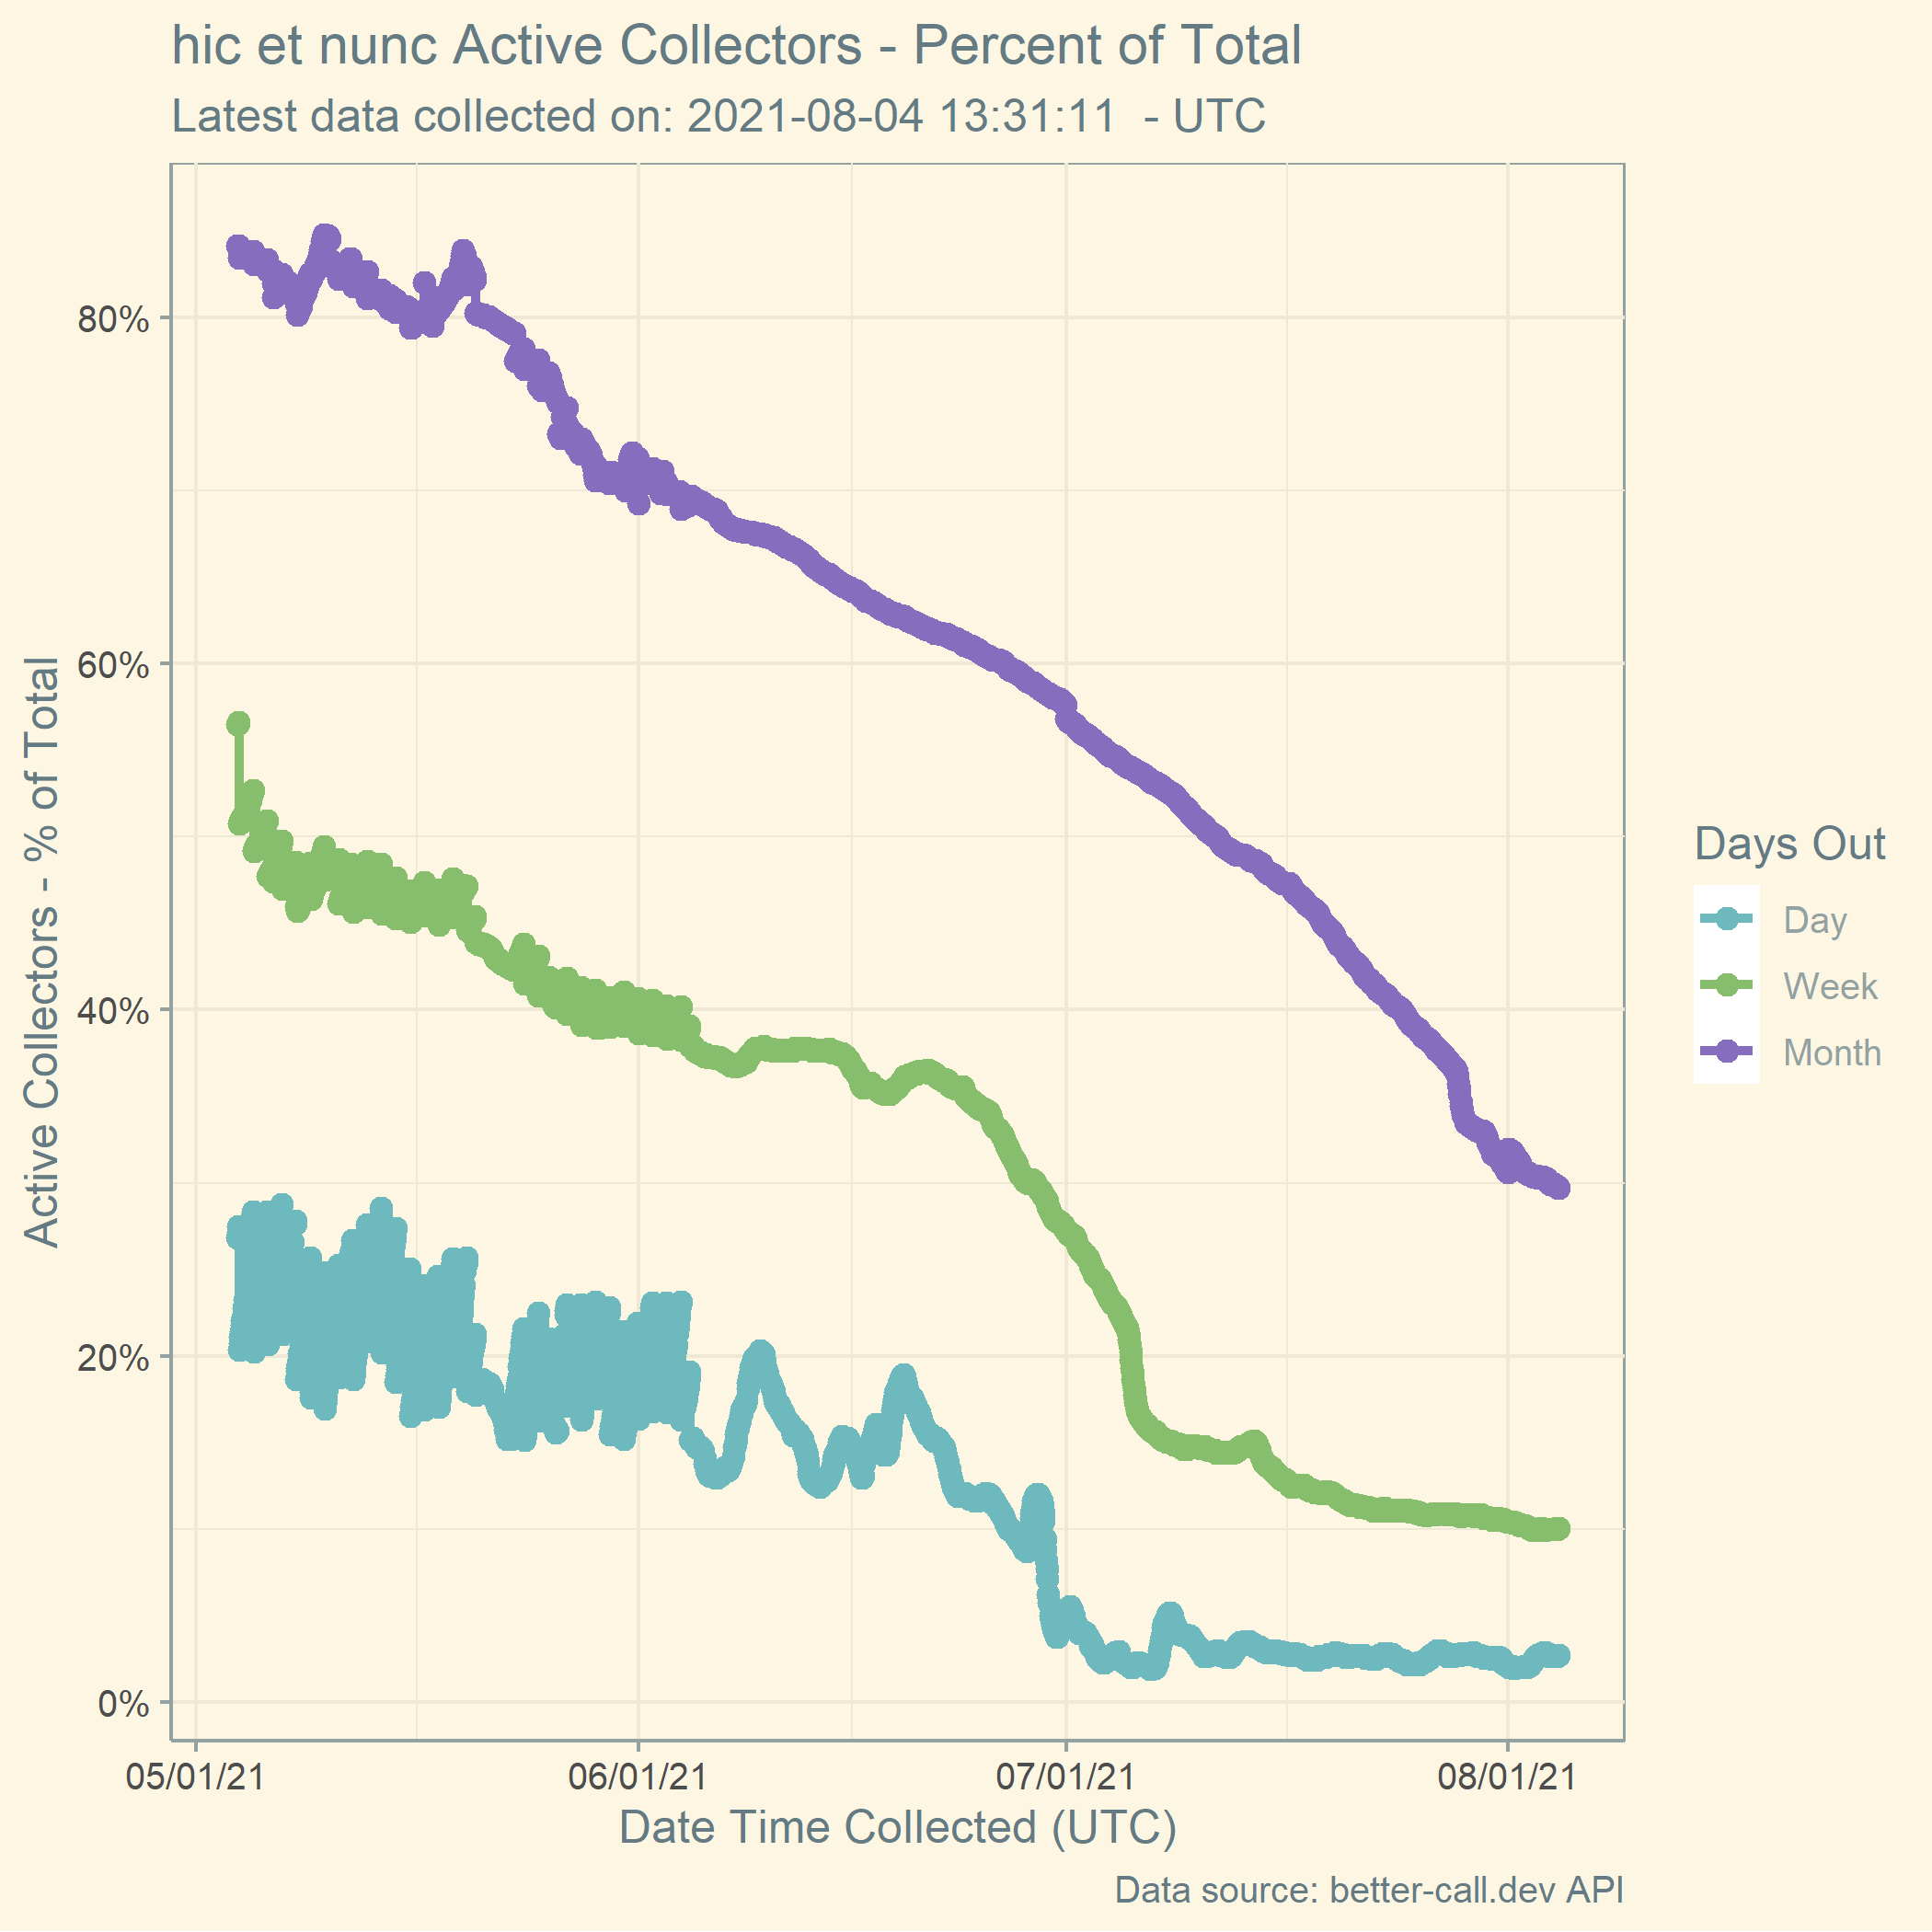 hic et nunc Active Collectors - Percent of Total
Latest data collected on: 2021-08-04 13:31:11  - UTC
Active Collectors - % of Total
80%
60%
40%
20%
0%
05/01/21
06/01/21
07/01/21
08/01/21
Date Time Collected (UTC)
Days Out
Day
Week
Month
Data source: better-call.dev API